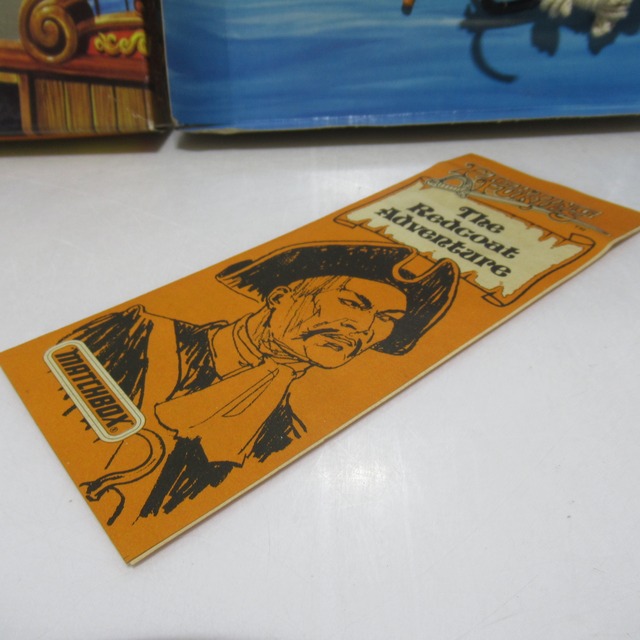 The
Redcoat
Adventure
MATCHBOX